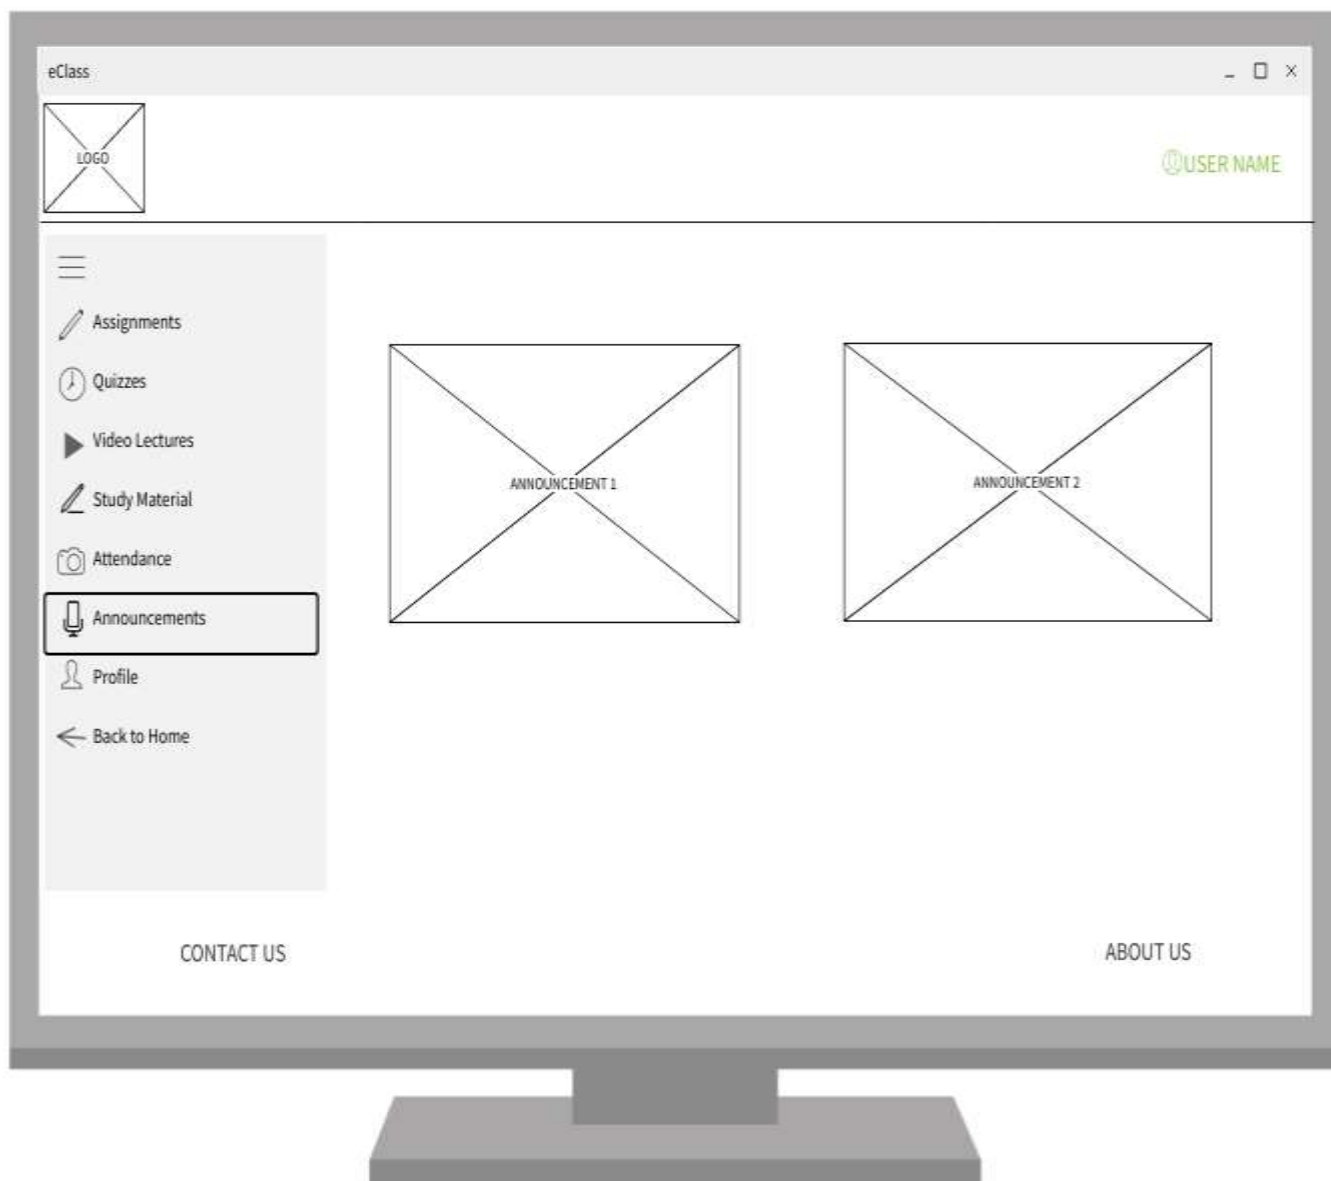 eClass
LOGO
USER NAME
Assignments
Quizzes
Video Lectures
Study Material
Attendance
Announcements
Profile
Back to Home
ANNOUNCEMENT 1
ANNOUNCEMENT 2
CONTACT US
ABOUT US